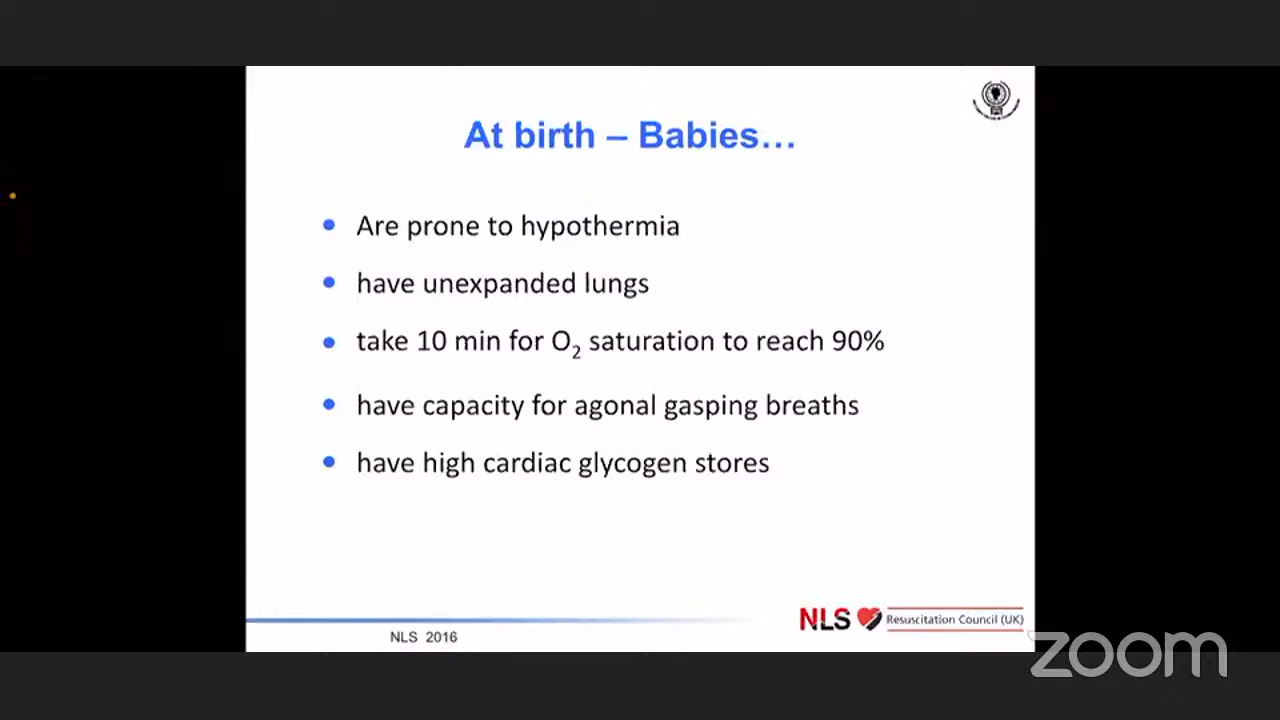 At birth – Babies…
Are prone to hypothermia
have unexpanded lungs
take 10 min for O₂ saturation to reach 90%
have capacity for agonal gasping breaths
have high cardiac glycogen stores
NLS Resuscitation Council (UK)
NLS 2016
zoom